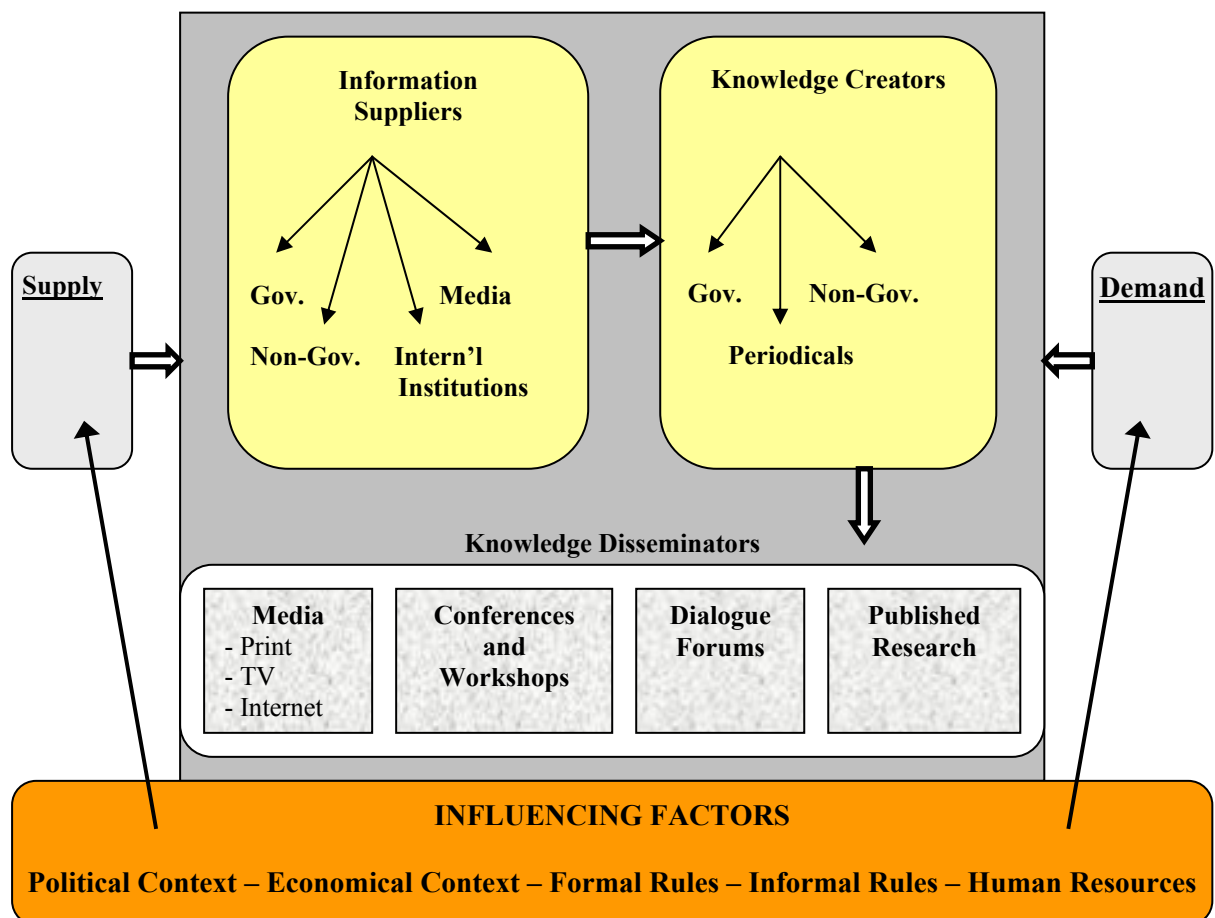 Information
Suppliers
Gov.
Media
Non-Gov.
Intern’l
Institutions
Knowledge Creators
Gov.
Non-Gov.
Periodicals
Supply
Demand
Knowledge Disseminators
Media
- Print
- TV
- Internet
Conferences
and
Workshops
Dialogue
Forums
Published
Research
INFLUENCING FACTORS
Political Context – Economical Context – Formal Rules – Informal Rules – Human Resources